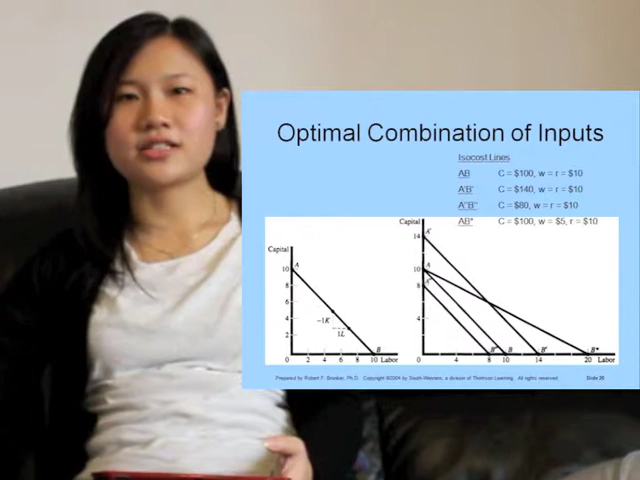 Optimal Combination of Inputs
Isocost Lines
AB C = $100, w = r = $10
A'B' C = $140, w = r = $10
A''B'' C = $80, w = r = $10
AB* C = $100, w = $5, r = $10
Capital
10
8
6
4
2
0 2 4 6 8 10 Labor
A
B
−1K
1L
Capital
14
10
8
4
0 4 8 10 14 20 Labor
A'
A
A''
B'' B B' B*
Prepared by Robert F. Brooker, Ph.D. Copyright ©2004 by South-Western, a division of Thomson Learning. All rights reserved. Slide